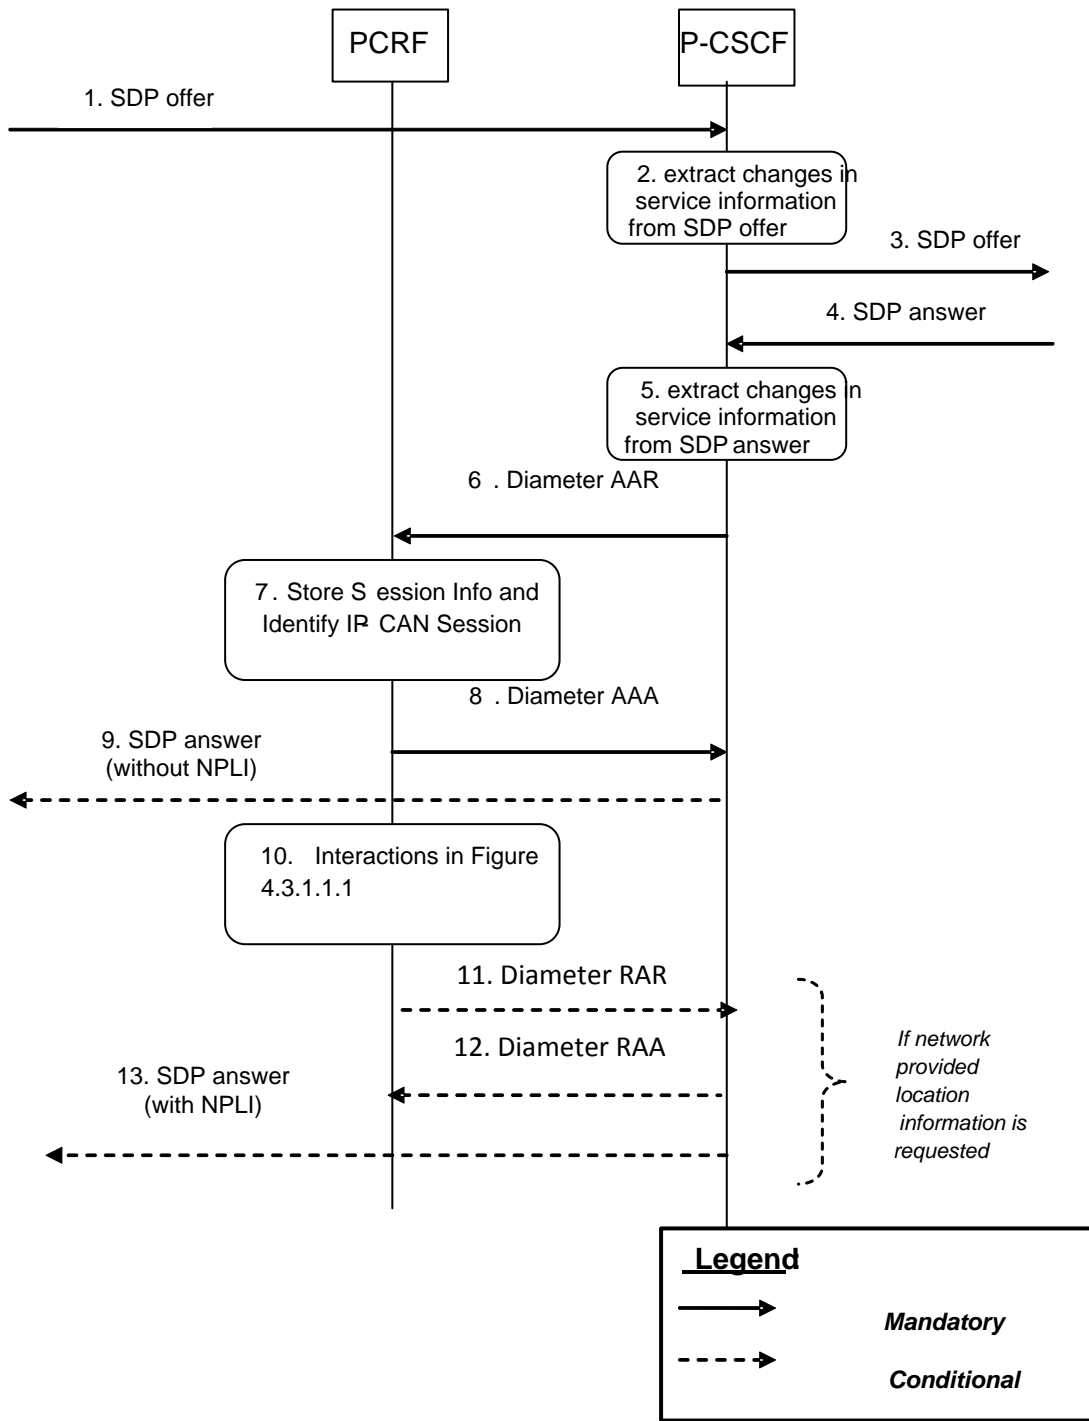 PCRF
P-CSCF
1. SDP offer
2. extract changes in
service information
from SDP offer
3. SDP offer
4. SDP answer
5. extract changes in
service information
from SDP answer
6 . Diameter AAR
7. Store S ession Info and
Identify IP- CAN Session
8 . Diameter AAA
9. SDP answer
(without NPLI)
10. Interactions in Figure
4.3.1.1.1
11. Diameter RAR
12. Diameter RAA
13. SDP answer
(with NPLI)
If network
provided
location
information is
requested
Legend:
Mandatory
Conditional